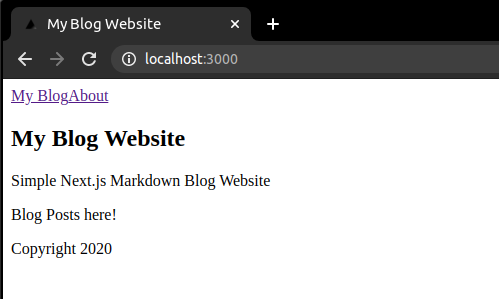 My Blog Website
localhost:3000
My BlogAbout
My Blog Website
Simple Next.js Markdown Blog Website
Blog Posts here!
Copyright 2020